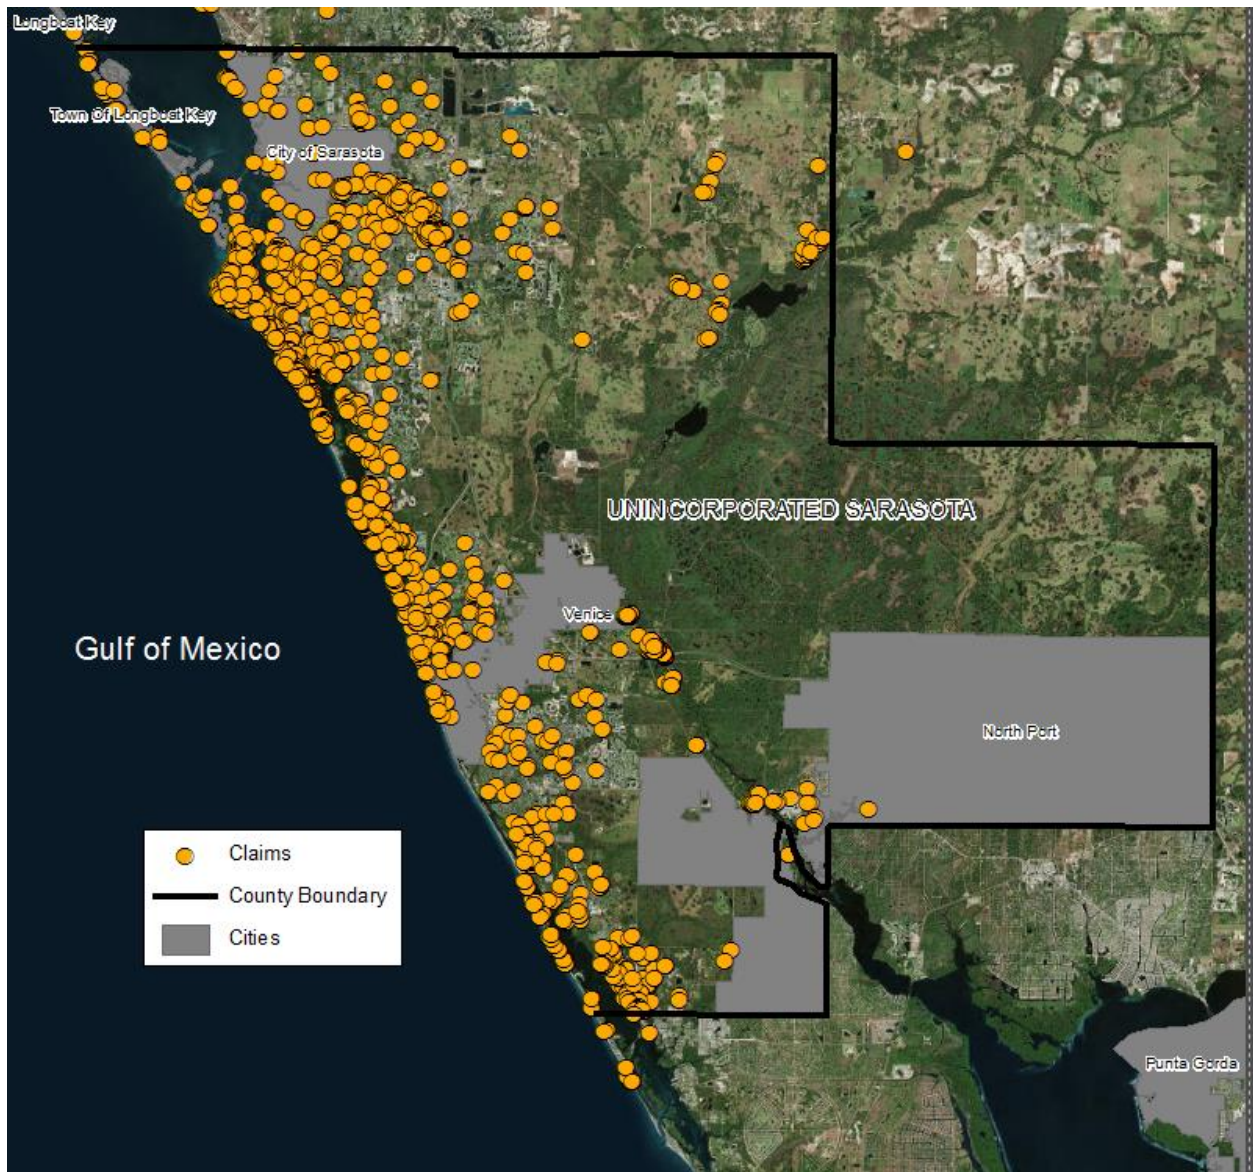 Longboat Key
Town Of Longboat Key
City of Sarasota
UNINCORPORATED SARASOTA
Venice
Gulf of Mexico
North Port
Claims
County Boundary
Cities
Punta Gorda